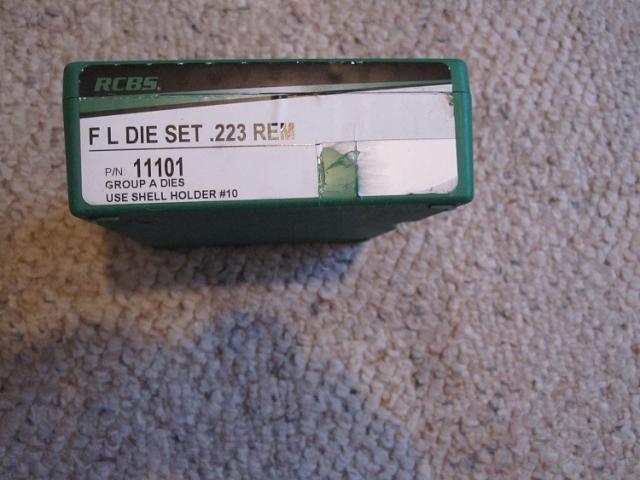 RCBS.
F L DIE SET .223 REM
P/N: 11101
GROUP A DIES
USE SHELL HOLDER #10